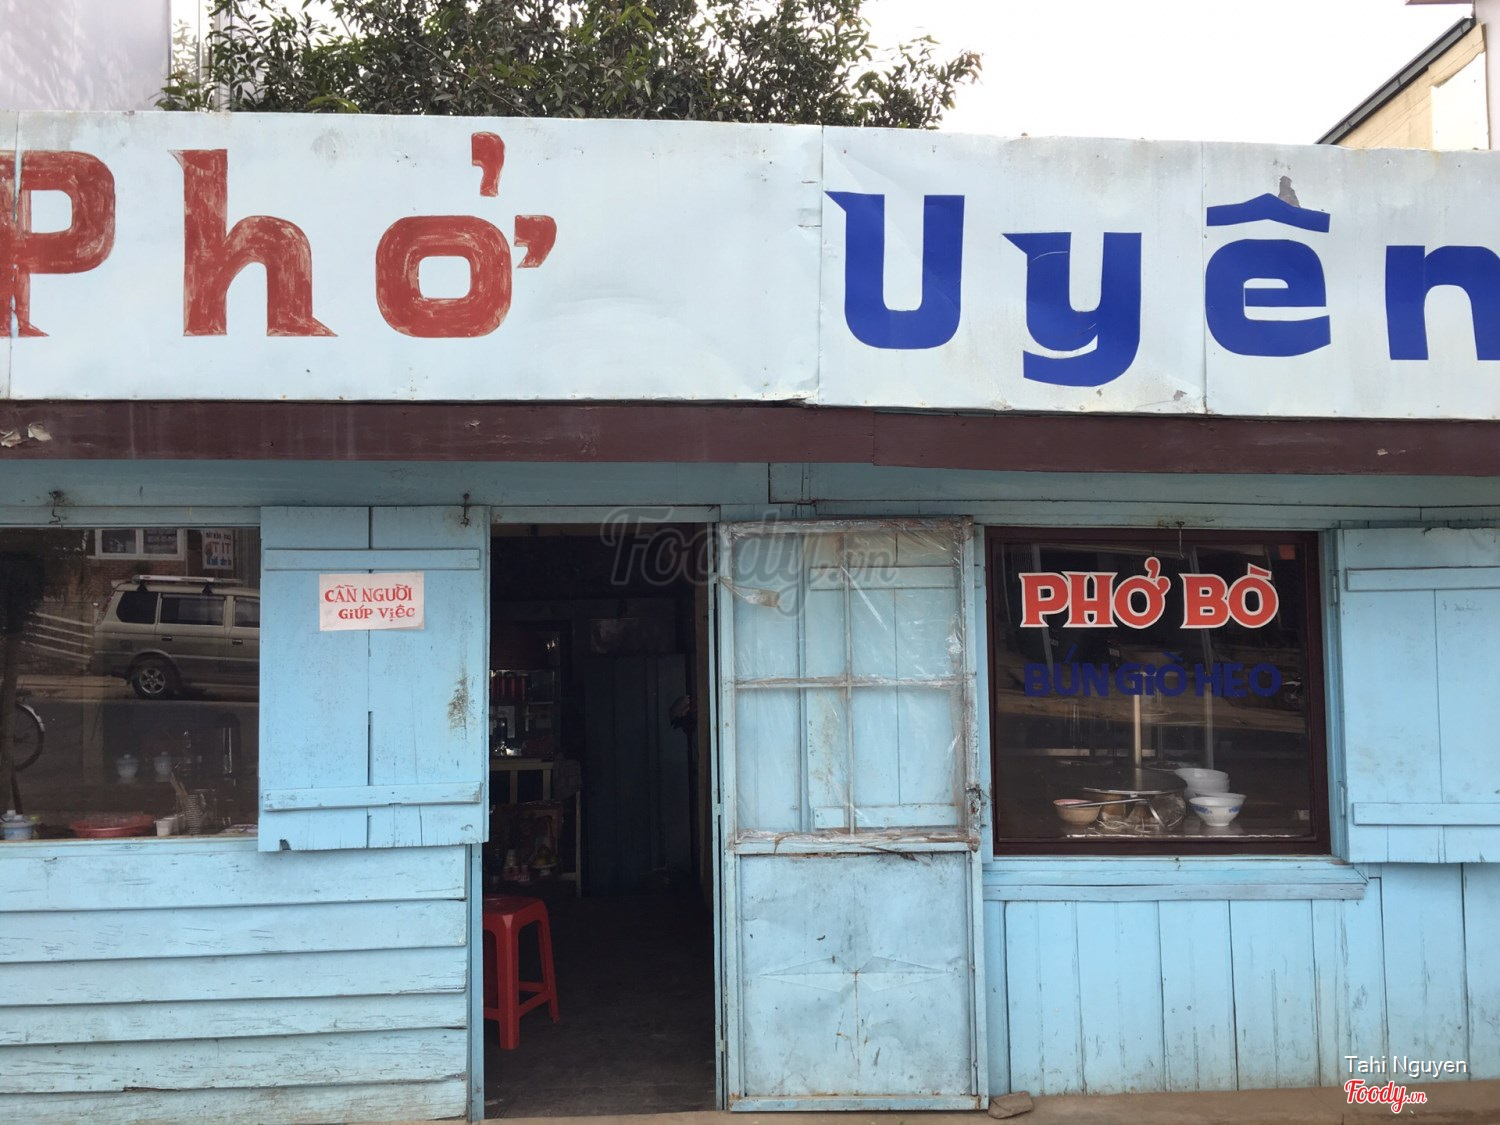 Phở Uyên
CẦN NGƯỜI
GIÚP VIỆC
PHỞ BÒ
BÚN GIÒ HEO
Foody.vn
Tahi Nguyen
Foody.vn